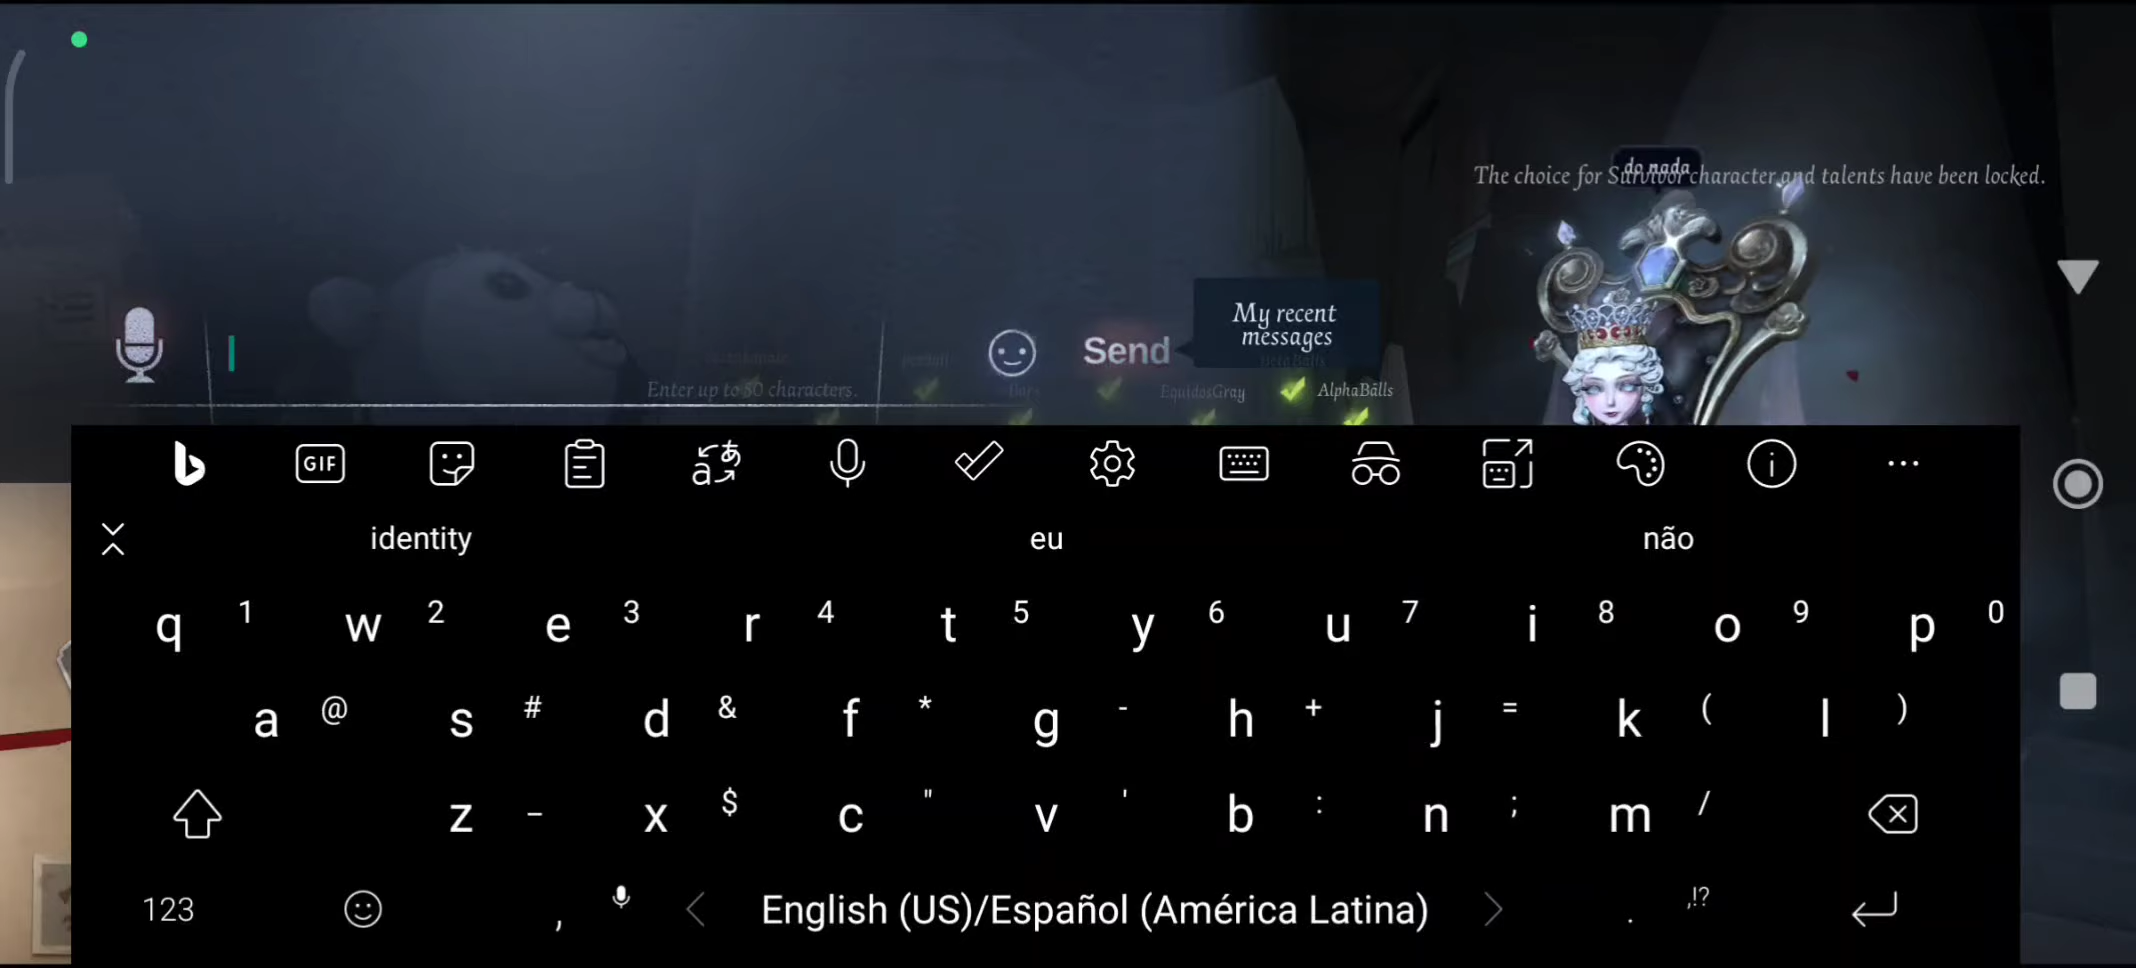 do nada
The choice for Survivor character and talents have been locked.
My recent
messages
Send
Enter up to 50 characters.
EquidosGray
AlphaBälls
GIF
identity
eu
não
q 1 w 2 e 3 r 4 t 5 y 6 u 7 i 8 o 9 p 0
a @ s # d & f * g - h + j = k ( l )
z _ x $ c " v ' b : n ; m /
123 , < English (US)/Español (América Latina) > . ,!?